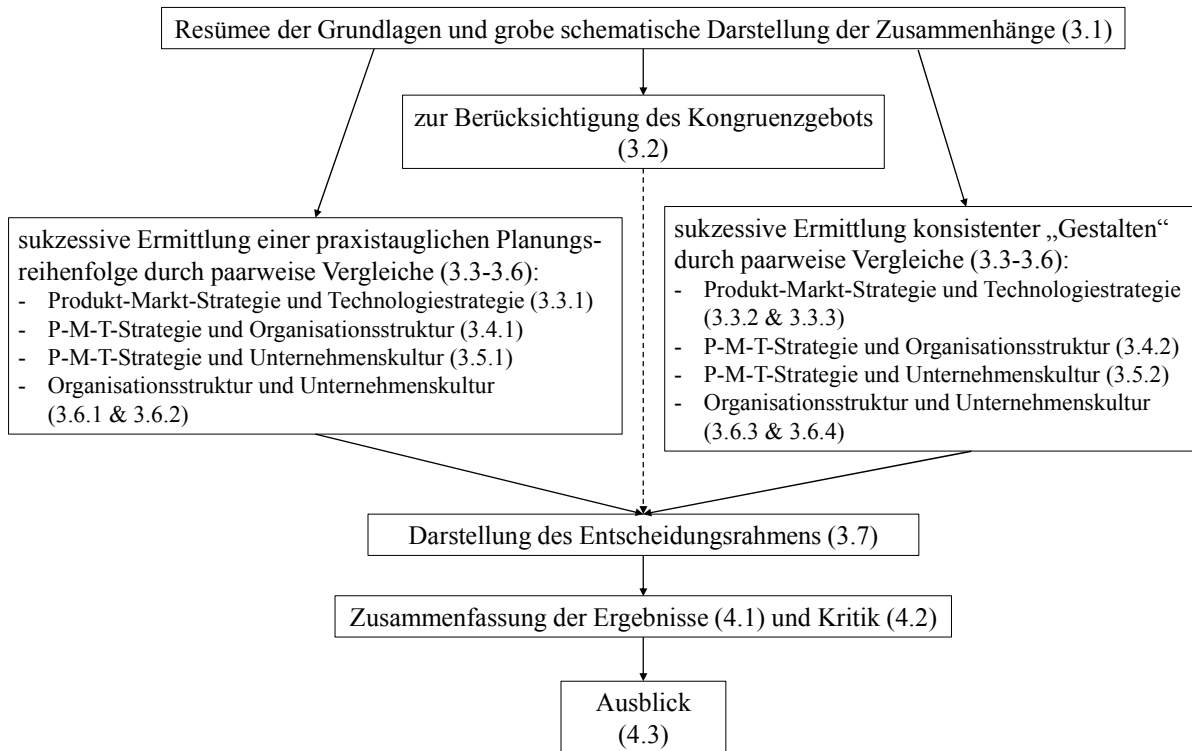 Resümee der Grundlagen und grobe schematische Darstellung der Zusammenhänge (3.1)
zur Berücksichtigung des Kongruenzgebots
(3.2)
sukzessive Ermittlung einer praxistauglichen Planungs-
reihenfolge durch paarweise Vergleiche (3.3-3.6):
- Produkt-Markt-Strategie und Technologiestrategie (3.3.1)
- P-M-T-Strategie und Organisationsstruktur (3.4.1)
- P-M-T-Strategie und Unternehmenskultur (3.5.1)
- Organisationsstruktur und Unternehmenskultur
(3.6.1 & 3.6.2)
sukzessive Ermittlung konsistenter „Gestalten“
durch paarweise Vergleiche (3.3-3.6):
- Produkt-Markt-Strategie und Technologiestrategie
(3.3.2 & 3.3.3)
- P-M-T-Strategie und Organisationsstruktur (3.4.2)
- P-M-T-Strategie und Unternehmenskultur (3.5.2)
- Organisationsstruktur und Unternehmenskultur
(3.6.3 & 3.6.4)
Darstellung des Entscheidungsrahmens (3.7)
Zusammenfassung der Ergebnisse (4.1) und Kritik (4.2)
Ausblick
(4.3)